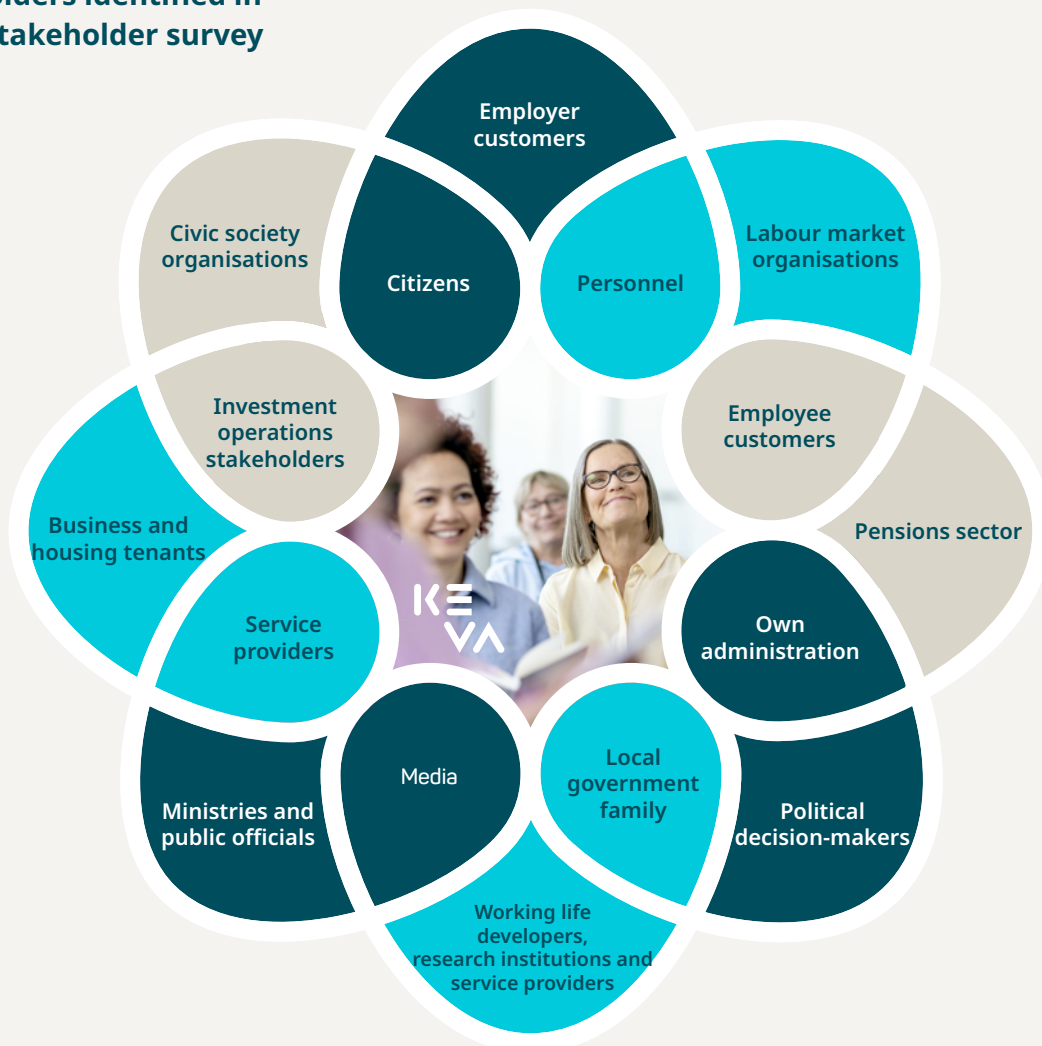 takeholder survey
Employer
customers
Civic society
organisations
Labour market
organisations
Citizens
Personnel
Investment
operations
stakeholders
Employee
customers
Business and
housing tenants
Pensions sector
Service
providers
Own
administration
KEVA
Media
Local
government
family
Ministries and
public officials
Political
decision-makers
Working life
developers,
research institutions and
service providers